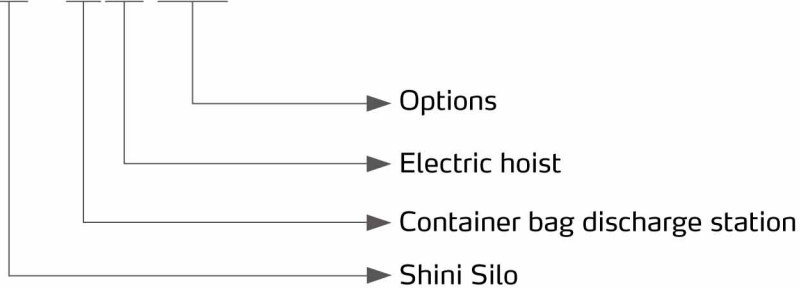 Options
Electric hoist
Container bag discharge station
Shini Silo